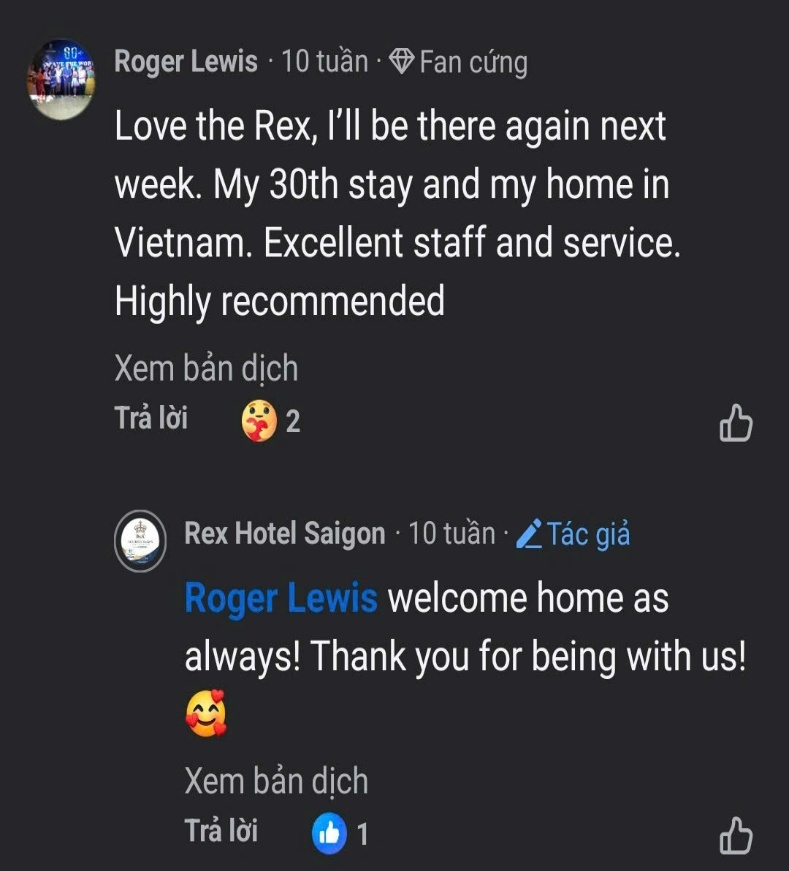 Roger Lewis · 10 tuần · Fan cứng
Love the Rex, I'll be there again next
week. My 30th stay and my home in
Vietnam. Excellent staff and service.
Highly recommended
Xem bản dịch
Trả lời 2
Rex Hotel Saigon · 10 tuần · Tác giả
Roger Lewis welcome home as
always! Thank you for being with us!
🥰
Xem bản dịch
Trả lời 1